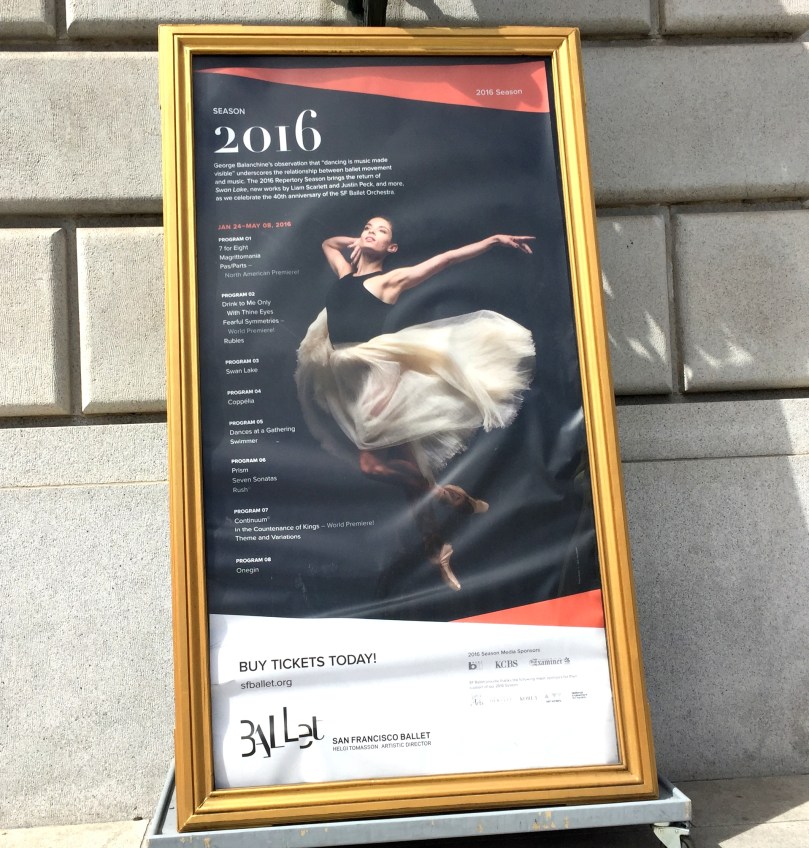 2016 Season
SEASON
2016
George Balanchine's observation that "dancing is music made
visible" underscores the relationship between ballet movement
and music. The 2016 Repertory Season brings the return of
Swan Lake, new works by Liam Scarlett and Justin Peck, and more,
as we celebrate the 40th anniversary of the SF Ballet Orchestra.
JAN 24–MAY 08, 2016
PROGRAM 01
7 for Eight
Magrittomania
Pas/Parts –
North American Premiere!
PROGRAM 02
Drink to Me Only
With Thine Eyes
Fearful Symmetries –
World Premiere!
Rubies
PROGRAM 03
Swan Lake
PROGRAM 04
Coppélia
PROGRAM 05
Dances at a Gathering
Swimmer
PROGRAM 06
Prism
Seven Sonatas
Rush
PROGRAM 07
Continuum
In the Countenance of Kings – World Premiere!
Theme and Variations
PROGRAM 08
Onegin
BUY TICKETS TODAY!
sfballet.org
BALLet
SAN FRANCISCO BALLET
HELGI TOMASSON, ARTISTIC DIRECTOR
2016 Season Media Sponsors
KCBS
Examiner